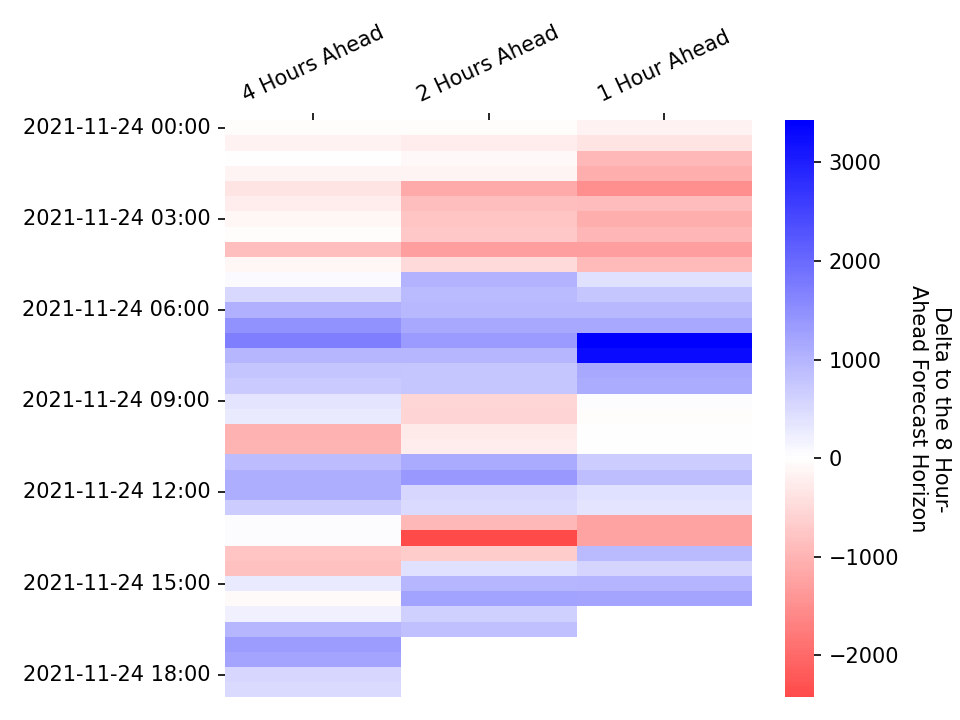 4 Hours Ahead
2 Hours Ahead
1 Hour Ahead
2021-11-24 00:00
2021-11-24 03:00
2021-11-24 06:00
2021-11-24 09:00
2021-11-24 12:00
2021-11-24 15:00
2021-11-24 18:00
3000
2000
1000
0
−1000
−2000
Delta to the 8 Hour-
Ahead Forecast Horizon